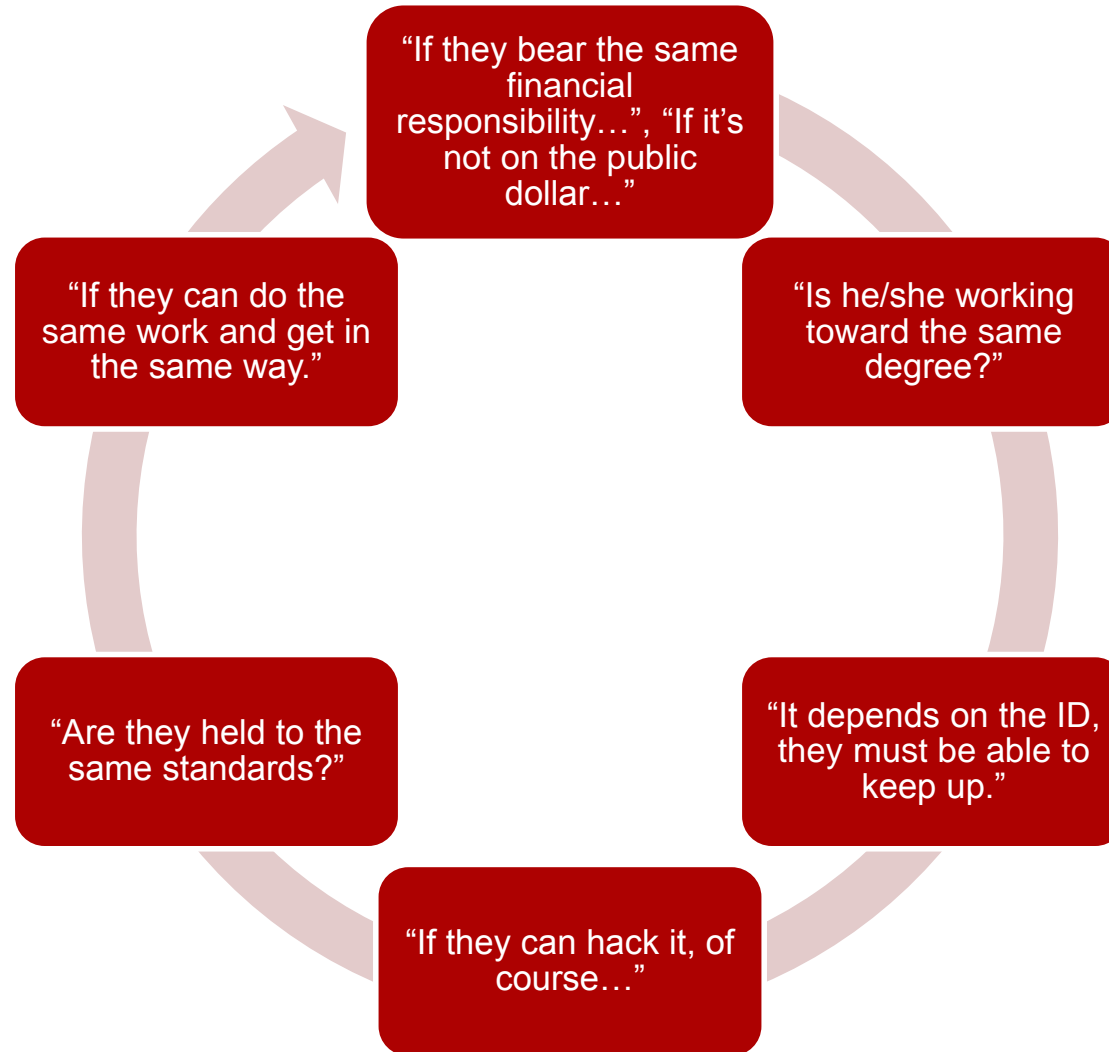 “If they bear the same
financial
responsibility…”, “If it’s
not on the public
dollar…”
“Is he/she working
toward the same
degree?”
“It depends on the ID,
they must be able to
keep up.”
“If they can hack it, of
course…”
“Are they held to the
same standards?”
“If they can do the
same work and get in
the same way.”